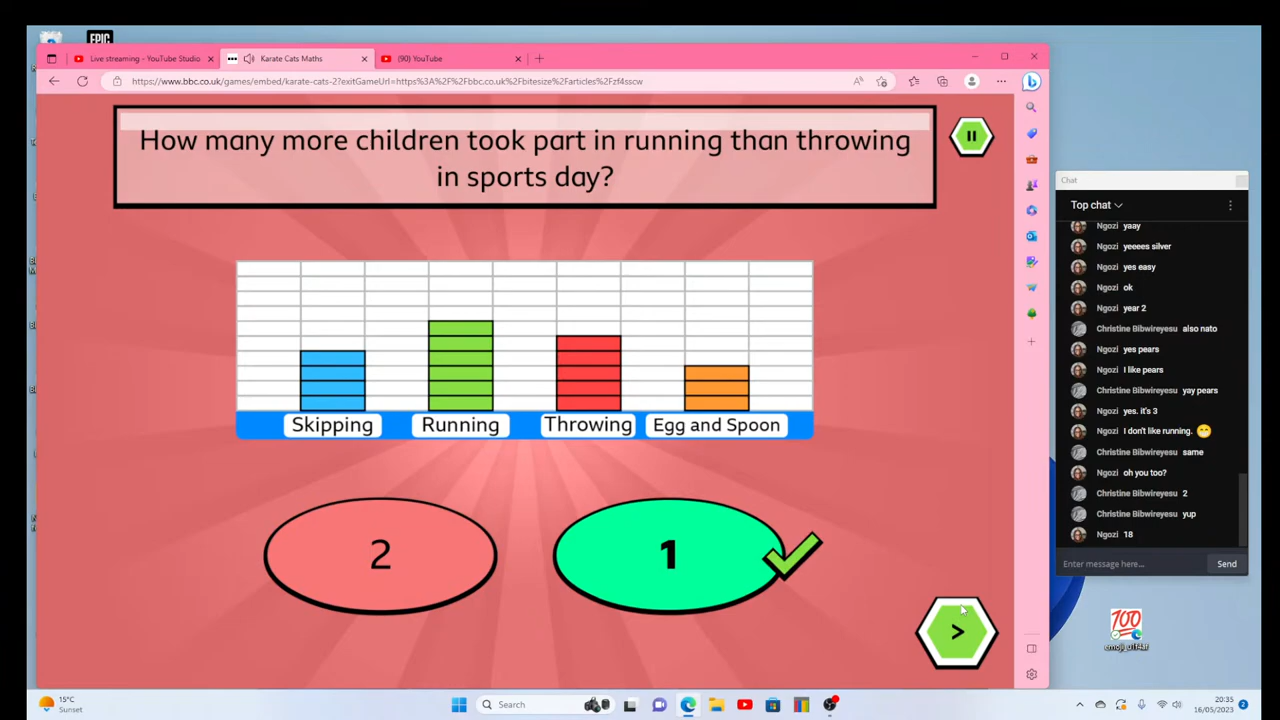 EPIC
Live streaming - YouTube Studio
Karate Cats Maths
(90) YouTube
https://www.bbc.co.uk/games/embed/karate-cats-2?exitGameUrl=https%3A%2F%2Fbbc.co.uk%2Fbitesize%2Farticles%2Fzf4sscw
How many more children took part in running than throwing
in sports day?
Skipping
Running
Throwing
Egg and Spoon
2
1
>
Chat
Top chat
Ngozi yaay
Ngozi yeeees silver
Ngozi yes easy
Ngozi ok
Ngozi year 2
Christine Bibwireyesu also nato
Ngozi yes pears
Ngozi I like pears
Christine Bibwireyesu yay pears
Ngozi yes. it's 3
Ngozi I don't like running. 😁
Christine Bibwireyesu same
Ngozi oh you too?
Christine Bibwireyesu 2
Christine Bibwireyesu yup
Ngozi 18
Enter message here...
Send
100
15°C
Sunset
Search
20:35
16/05/2023
2